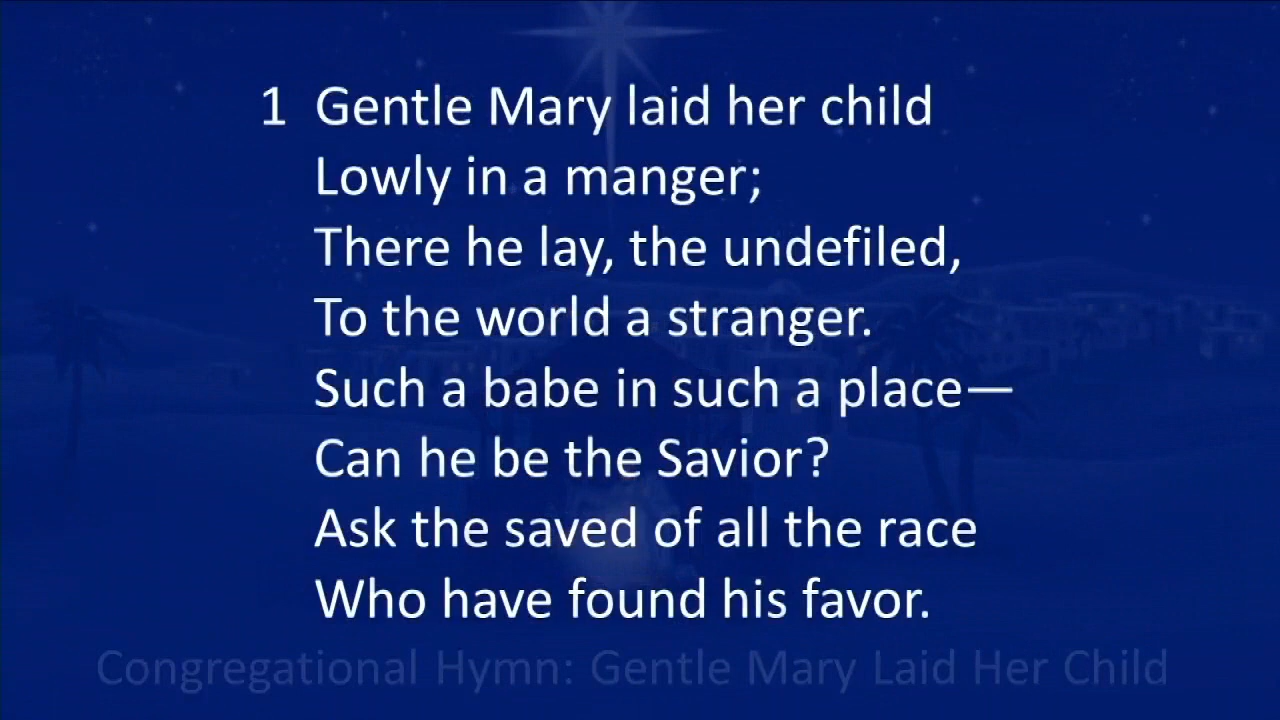 1 Gentle Mary laid her child
Lowly in a manger;
There he lay, the undefiled,
To the world a stranger.
Such a babe in such a place—
Can he be the Savior?
Ask the saved of all the race
Who have found his favor.
Congregational Hymn: Gentle Mary Laid Her Child